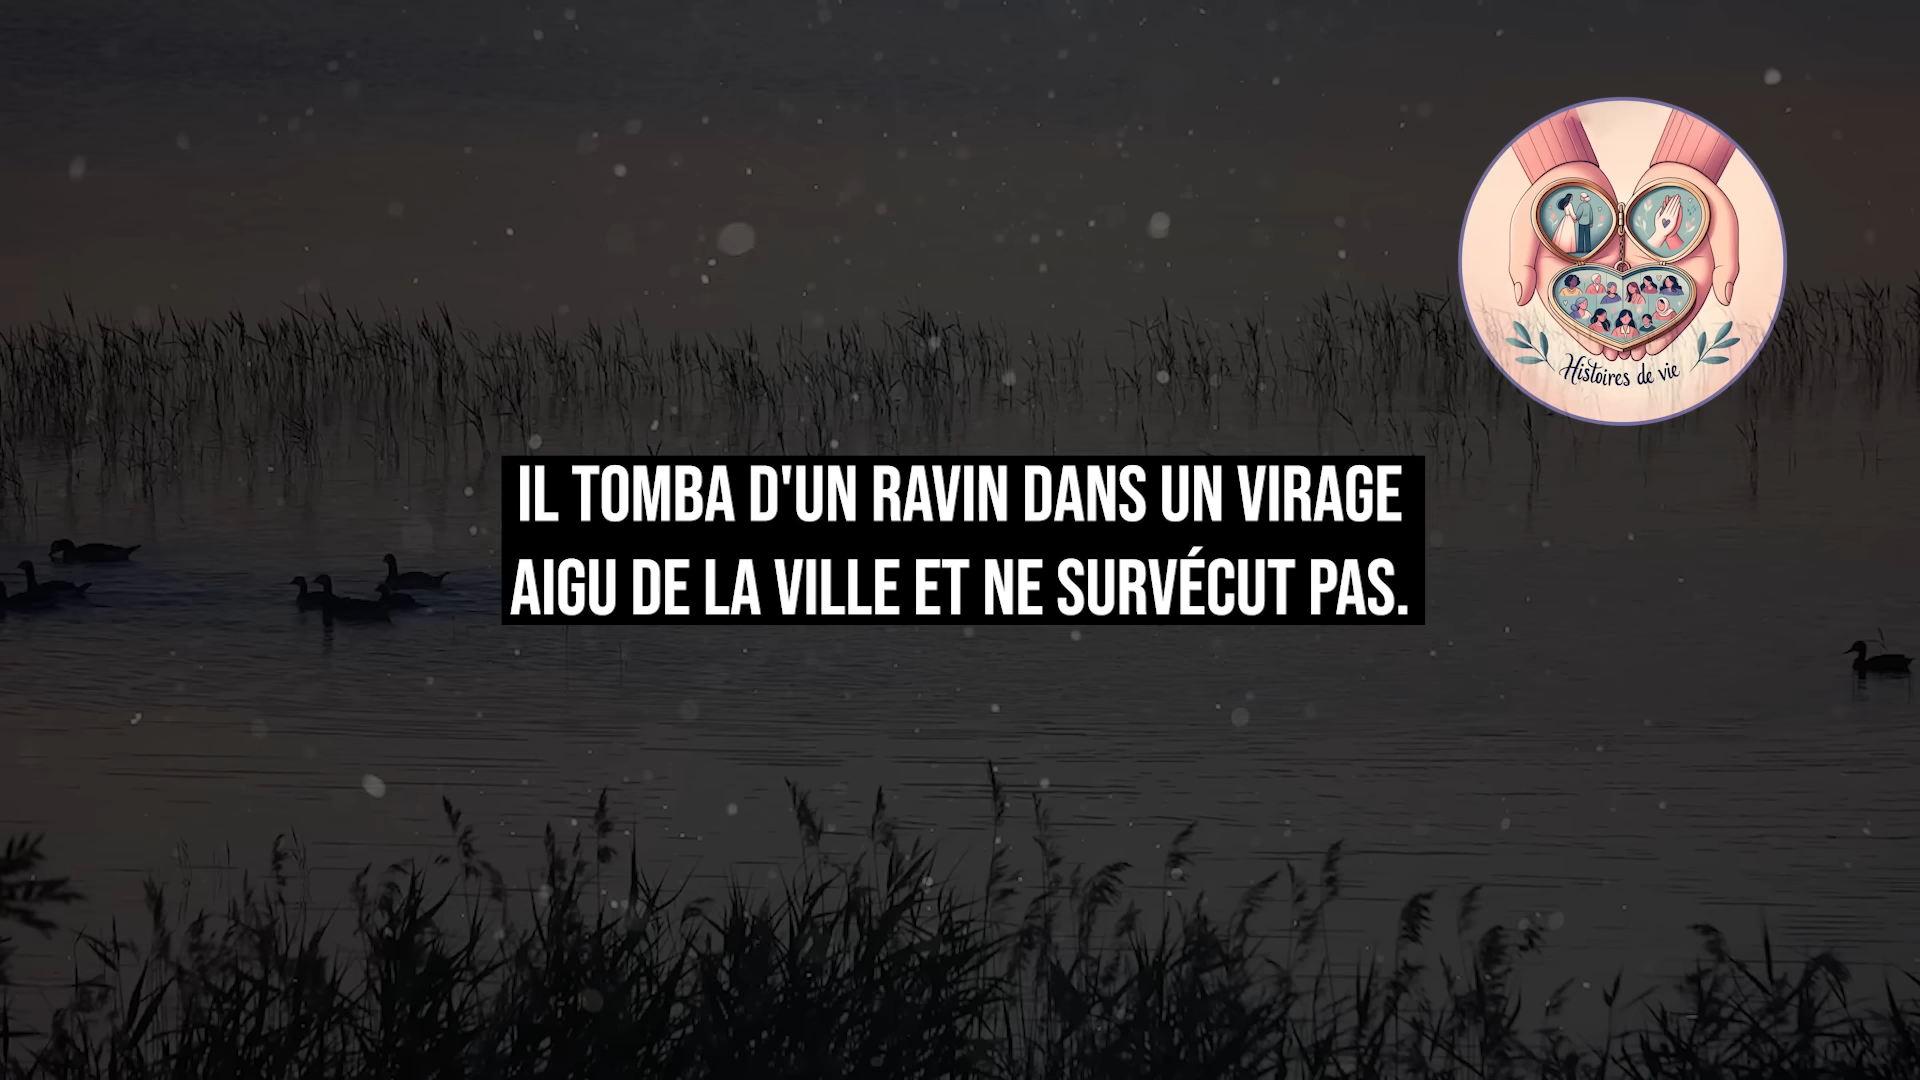 Histoires de vie
IL TOMBA D'UN RAVIN DANS UN VIRAGE
AIGU DE LA VILLE ET NE SURVÉCUT PAS.